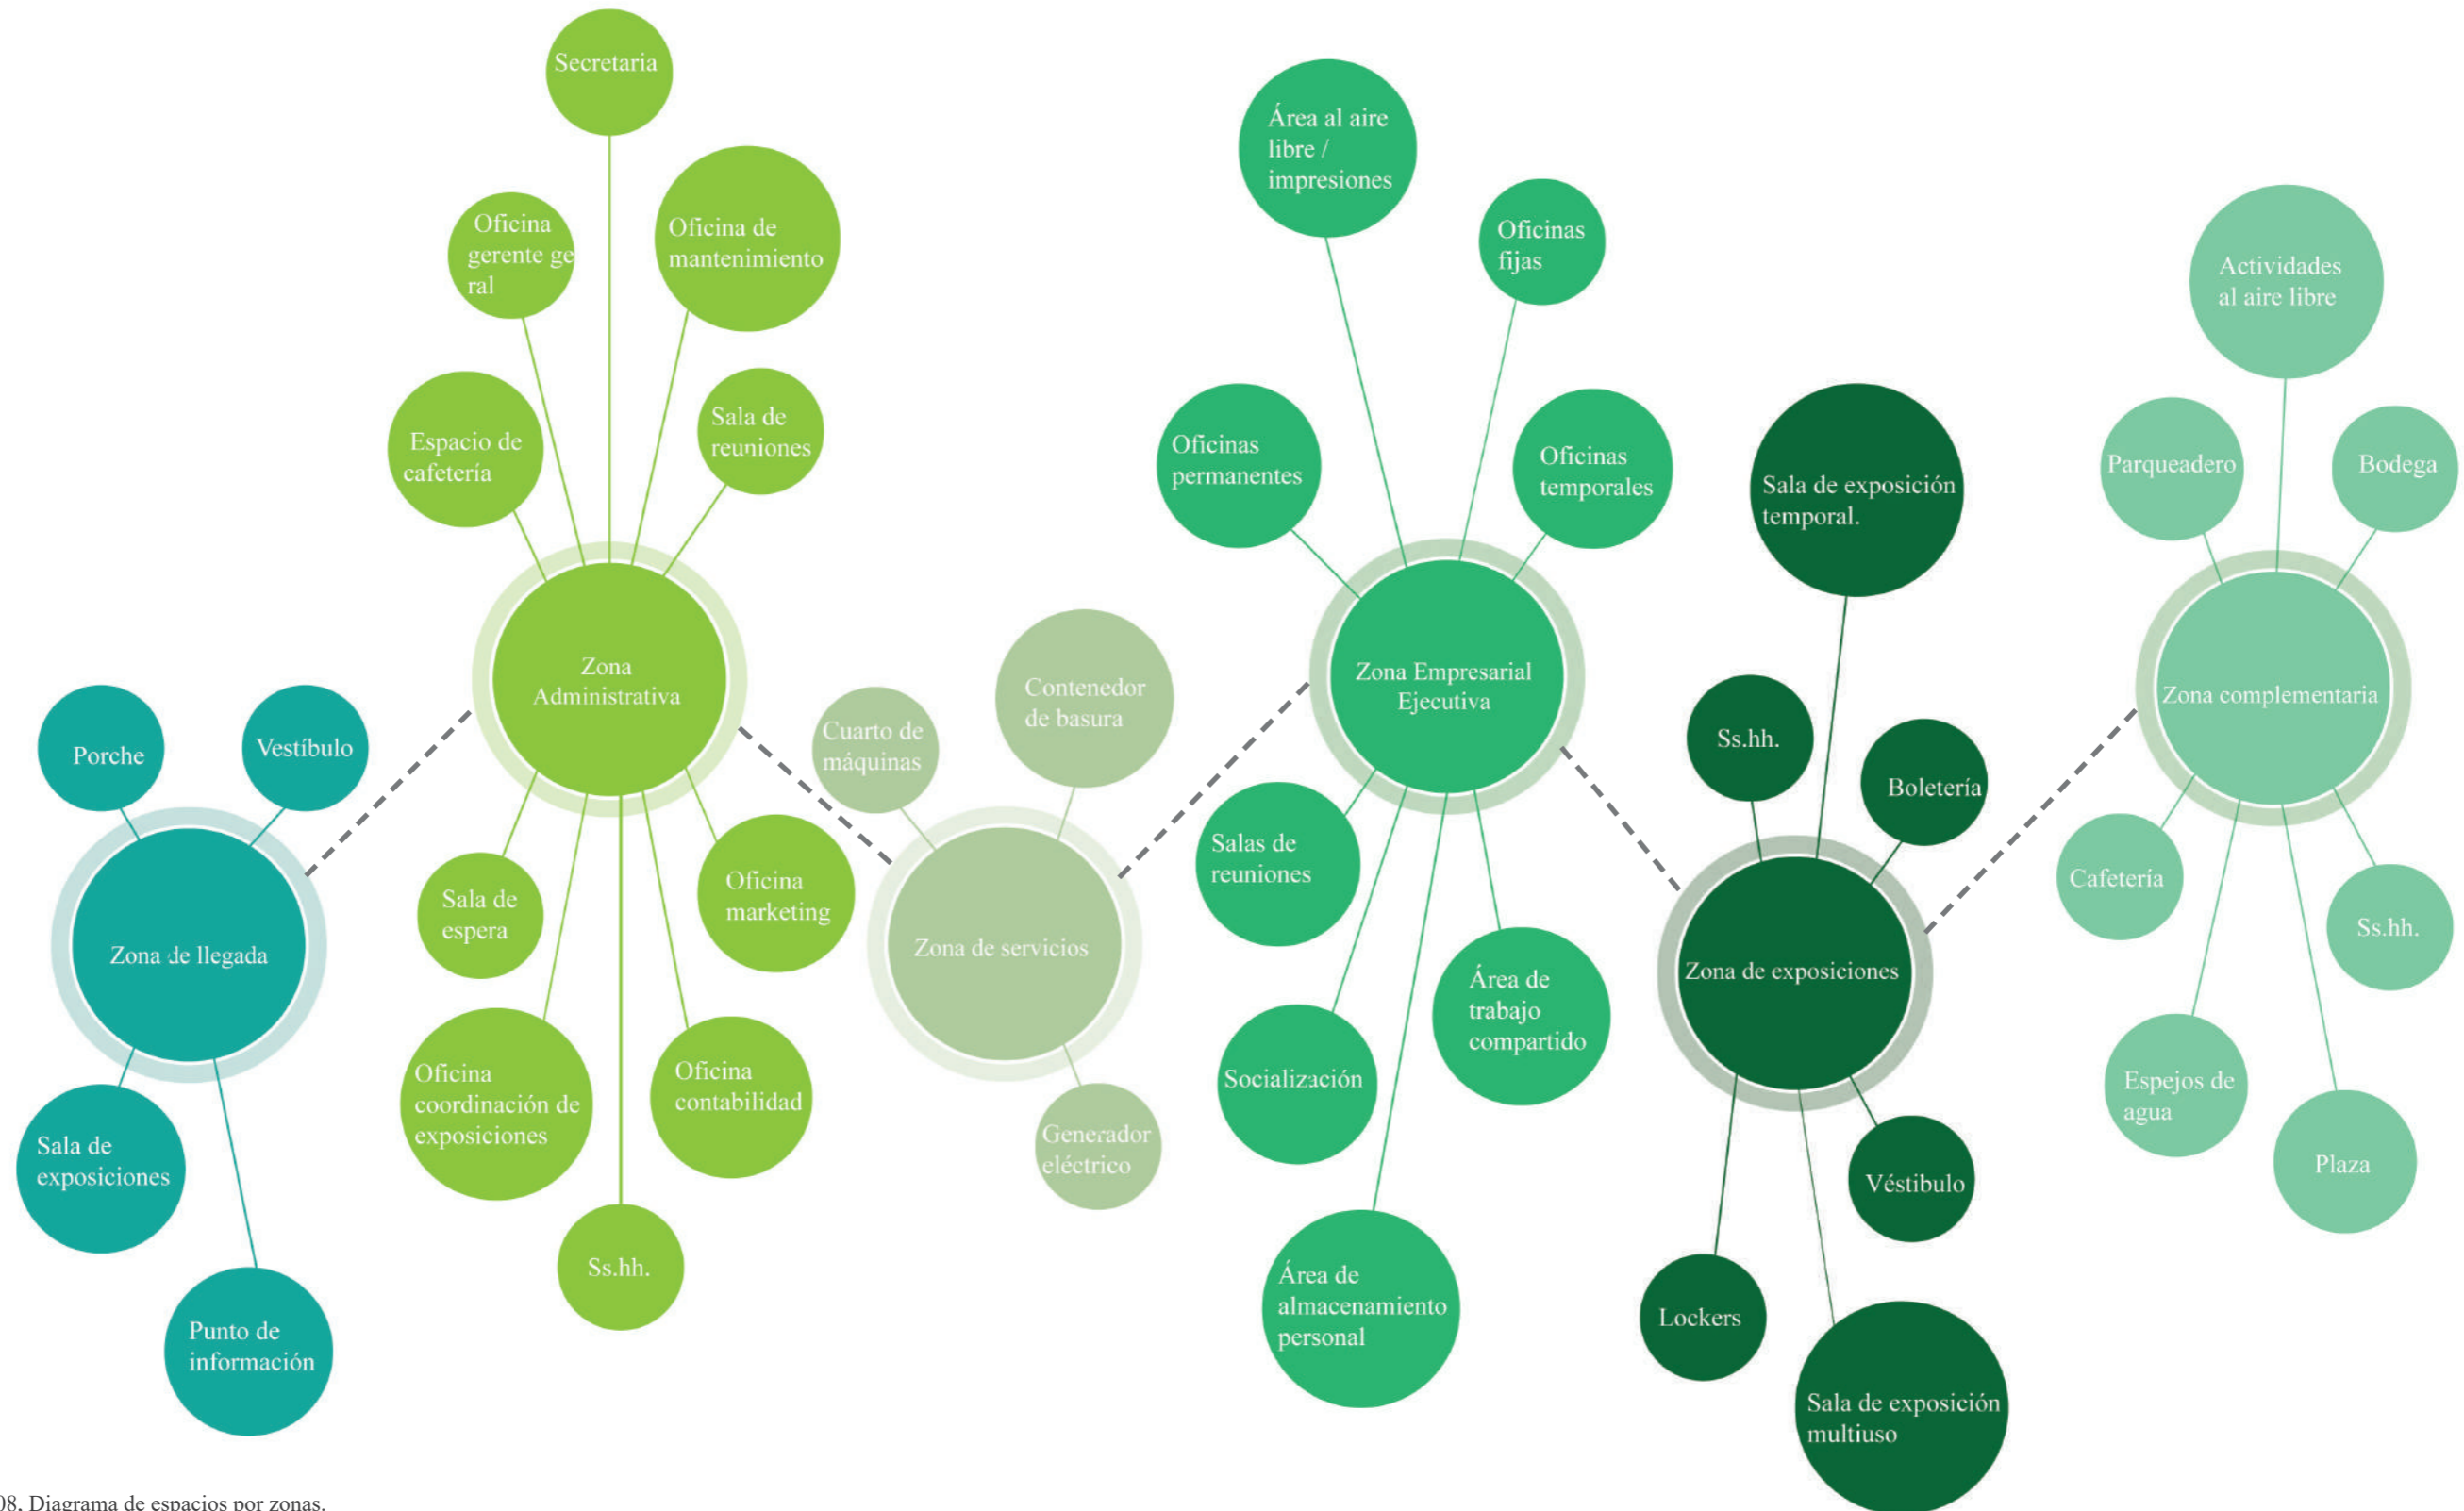 Porche
Vestíbulo
Zona de llegada
Sala de
exposiciones
Punto de
información
Secretaria
Oficina
gerente ge
ral
Oficina de
mantenimiento
Espacio de
cafetería
Sala de
reuniones
Zona
Administrativa
Sala de
espera
Oficina
marketing
Oficina
coordinación de
exposiciones
Oficina
contabilidad
Ss.hh.
Cuarto de
máquinas
Contenedor
de basura
Zona de servicios
Generador
eléctrico
Área al aire
libre /
impresiones
Oficinas
fijas
Oficinas
permanentes
Oficinas
temporales
Zona Empresarial
Ejecutiva
Salas de
reuniones
Socialización
Área de
trabajo
compartido
Área de
almacenamiento
personal
Sala de exposición
temporal.
Ss.hh.
Boletería
Zona de exposiciones
Véstibulo
Lockers
Sala de exposición
multiuso
Actividades
al aire libre
Parqueadero
Bodega
Zona complementaria
Cafetería
Ss.hh.
Espejos de
agua
Plaza
08. Diagrama de espacios por zonas.